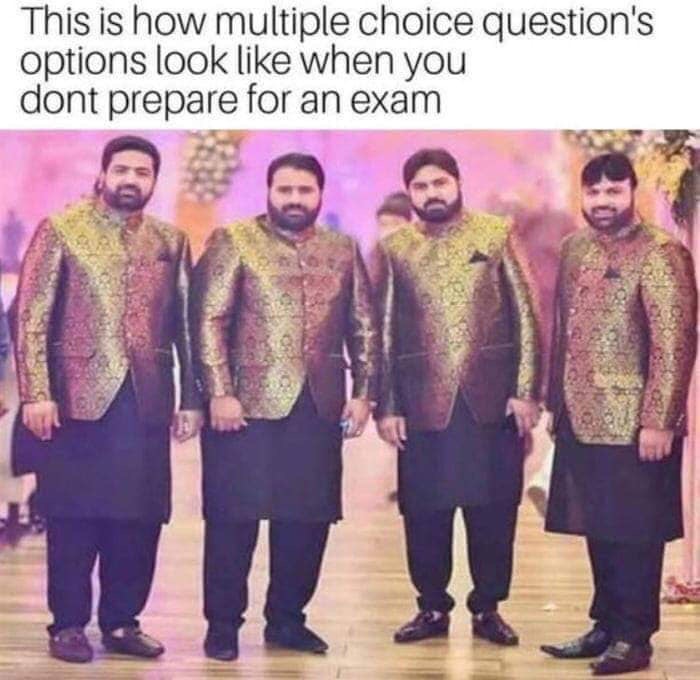 This is how multiple choice question's
options look like when you
dont prepare for an exam